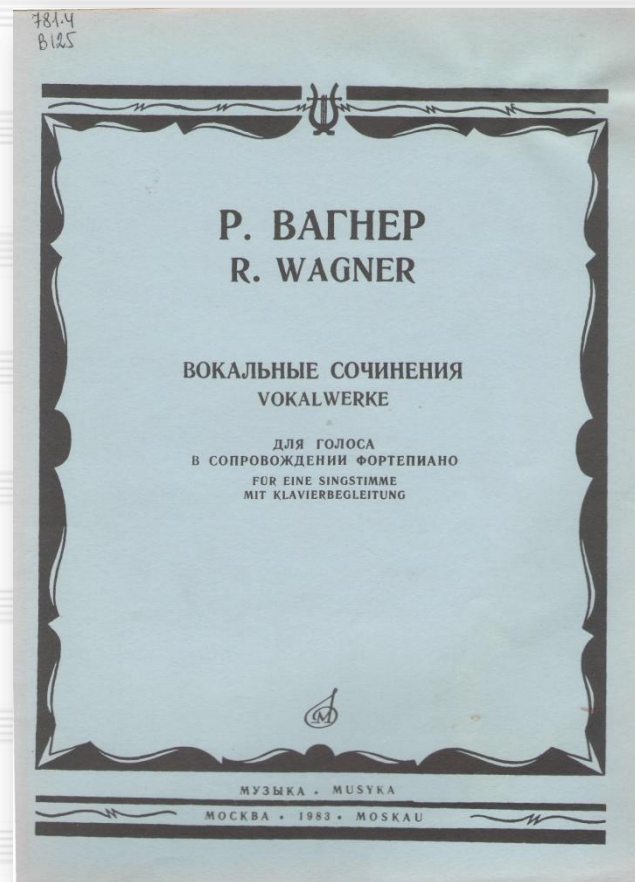 781.4
В125
Р. ВАГНЕР
R. WAGNER
ВОКАЛЬНЫЕ СОЧИНЕНИЯ
VOKALWERKE
ДЛЯ ГОЛОСА
В СОПРОВОЖДЕНИИ ФОРТЕПИАНО
FÜR EINE SINGSTIMME
MIT KLAVIERBEGLEITUNG
М
МУЗЫКА • MUSYKA
МОСКВА • 1983 • MOSKAU